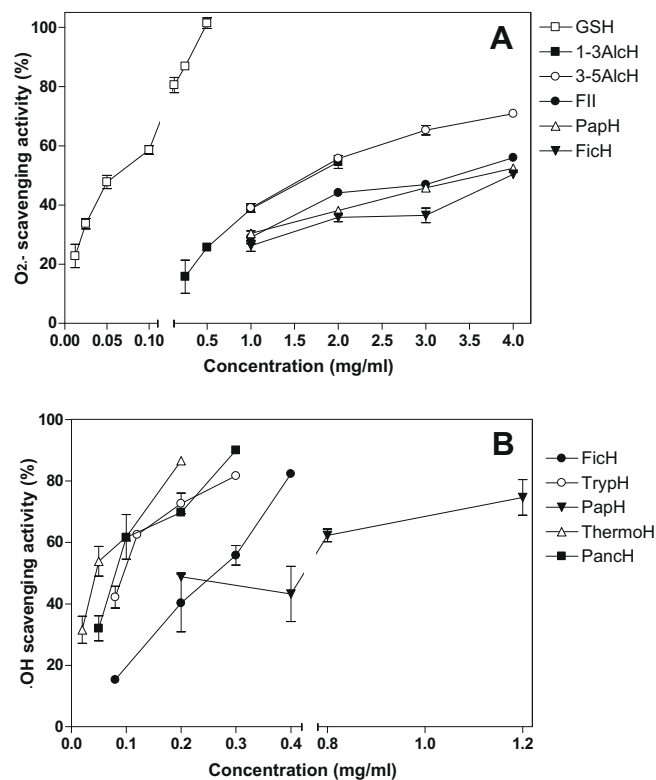 A
O2.- scavenging activity (%)
100
80
60
40
20
0
0.00 0.05 0.10 0.5 1.0 1.5 2.0 2.5 3.0 3.5 4.0
Concentration (mg/ml)
GSH
1-3AlcH
3-5AlcH
FII
PapH
FicH
B
.OH scavenging activity (%)
100
80
60
40
20
0
0.0 0.1 0.2 0.3 0.4 0.8 1.0 1.2
Concentration (mg/ml)
FicH
TrypH
PapH
ThermoH
PancH